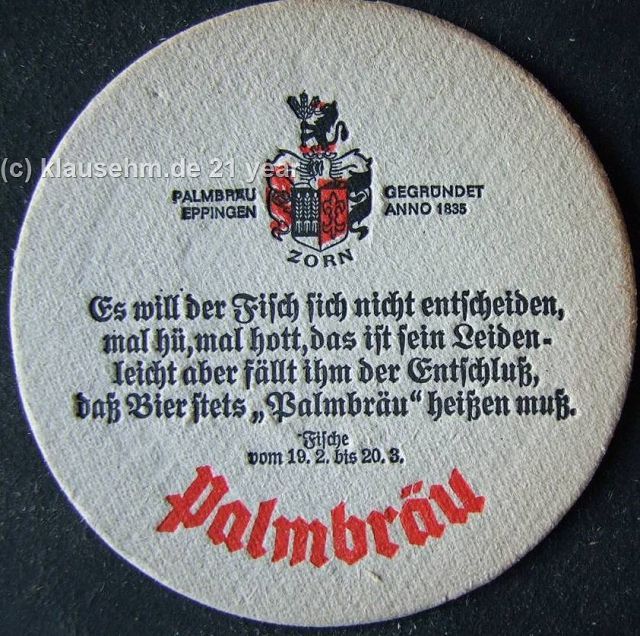 (c) klausehm.de 21 year
PALMBRÄU
EPPINGEN
GEGRÜNDET
ANNO 1835
ZORN
Es will der Fisch sich nicht entscheiden,
mal hü, mal hott, das ist sein Leiden-
leicht aber fällt ihm der Entschluß,
daß Bier stets „Palmbräu“ heißen muß.
Fische
vom 19. 2. bis 20. 3.
Palmbräu